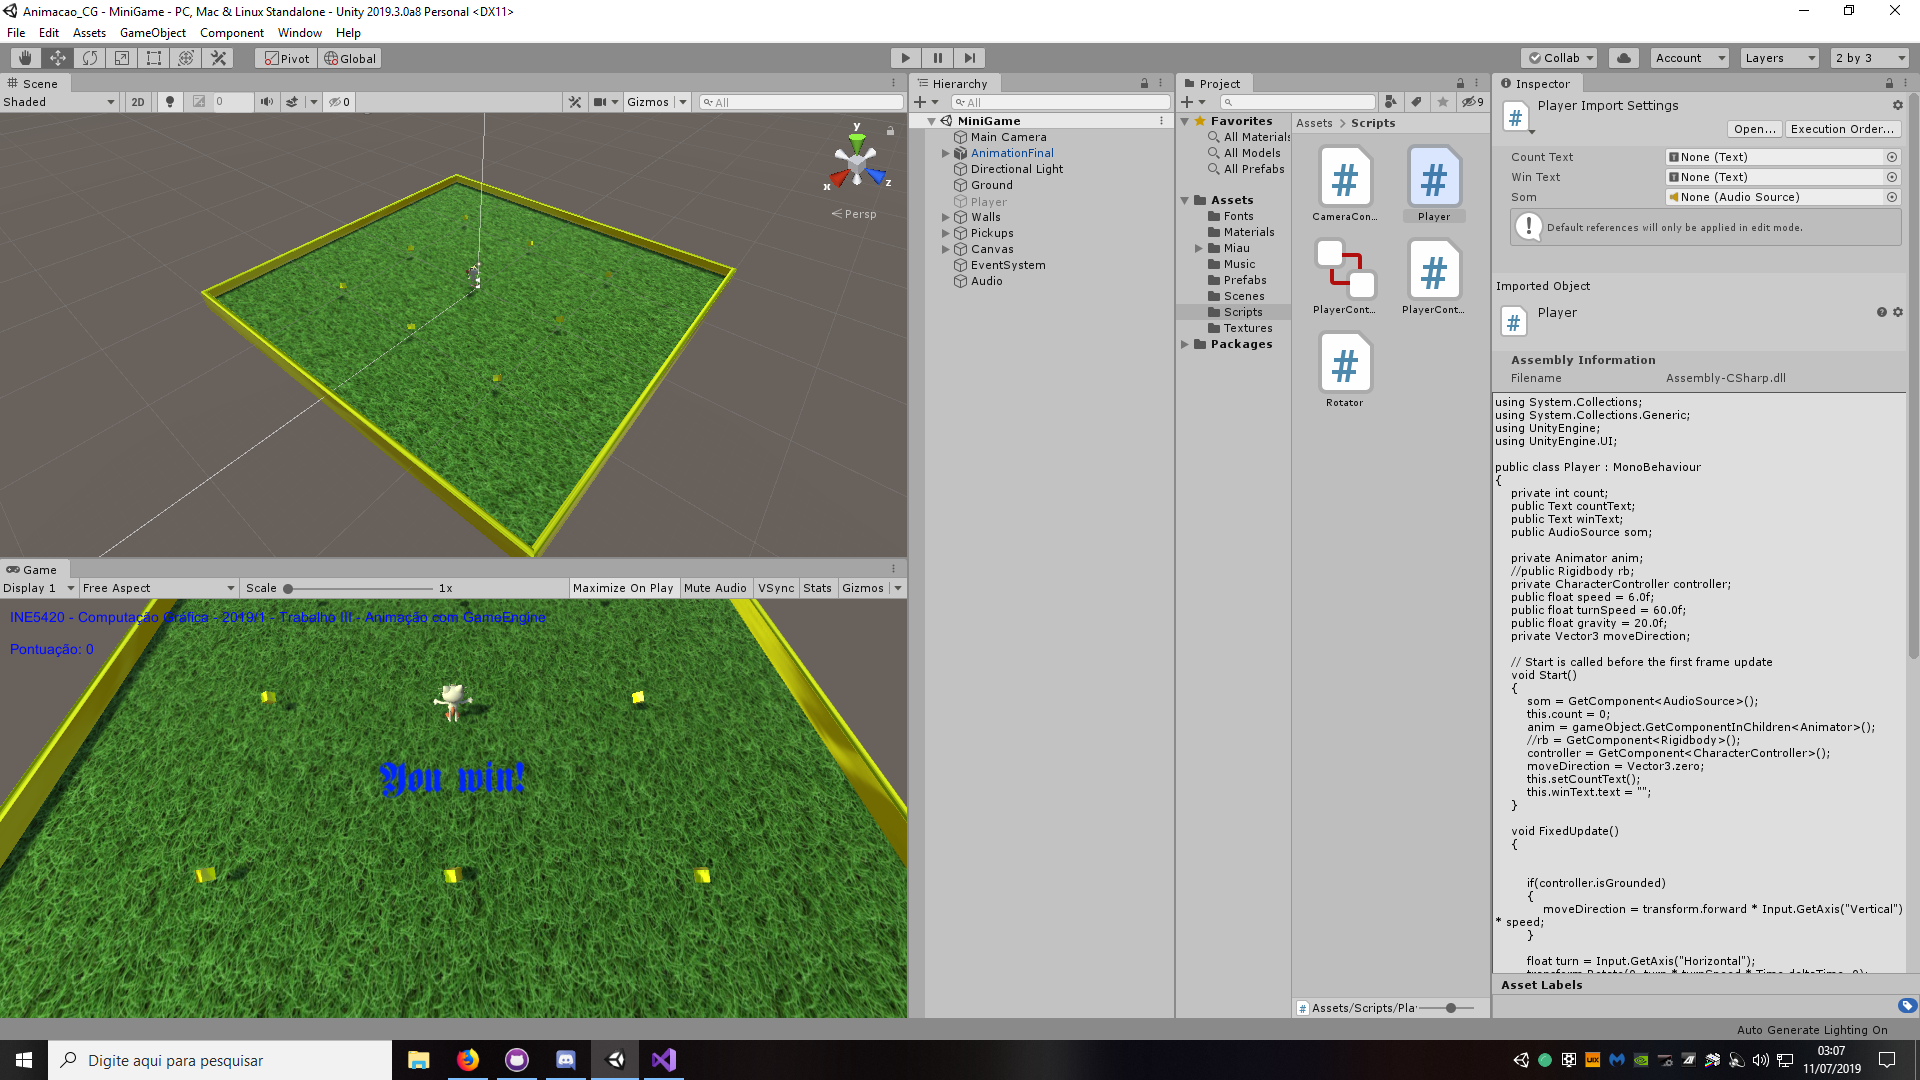 Animacao_CG - MiniGame - PC, Mac & Linux Standalone - Unity 2019.3.0a8 Personal <DX11>
File Edit Assets GameObject Component Window Help
Pivot Global
Collab Account Layers 2 by 3
Scene
Shaded 2D 0 0 Gizmos All
y
x z
Persp
Game
Display 1 Free Aspect Scale 1x Maximize On Play Mute Audio VSync Stats Gizmos
INE5420 - Computação Gráfica - 2019/1 - Trabalho III - Animação com GameEngine
Pontuação: 0
You win!
Hierarchy
All
MiniGame
Main Camera
AnimationFinal
Directional Light
Ground
Player
Walls
Pickups
Canvas
EventSystem
Audio
Project
9
Favorites
All Materials
All Models
All Prefabs
Assets
Fonts
Materials
Miau
Music
Prefabs
Scenes
Scripts
Textures
Packages
Assets > Scripts
CameraCon... Player
PlayerCont... PlayerCont...
Rotator
Assets/Scripts/Pla
Inspector
Player Import Settings
Open... Execution Order...
Count Text None (Text)
Win Text None (Text)
Som None (Audio Source)
Default references will only be applied in edit mode.
Imported Object
Player
Assembly Information
Filename Assembly-CSharp.dll
using System.Collections;
using System.Collections.Generic;
using UnityEngine;
using UnityEngine.UI;
public class Player : MonoBehaviour
{
private int count;
public Text countText;
public Text winText;
public AudioSource som;
private Animator anim;
//public Rigidbody rb;
private CharacterController controller;
public float speed = 6.0f;
public float turnSpeed = 60.0f;
public float gravity = 20.0f;
private Vector3 moveDirection;
// Start is called before the first frame update
void Start()
{
som = GetComponent<AudioSource>();
this.count = 0;
anim = gameObject.GetComponentInChildren<Animator>();
//rb = GetComponent<Rigidbody>();
controller = GetComponent<CharacterController>();
moveDirection = Vector3.zero;
this.setCountText();
this.winText.text = "";
}
void FixedUpdate()
{
if(controller.isGrounded)
{
moveDirection = transform.forward * Input.GetAxis("Vertical")
* speed;
}
float turn = Input.GetAxis("Horizontal");
transform.Rotate(0, turn * turnSpeed * Time.deltaTime, 0);
Asset Labels
Auto Generate Lighting On
Digite aqui para pesquisar
03:07
11/07/2019